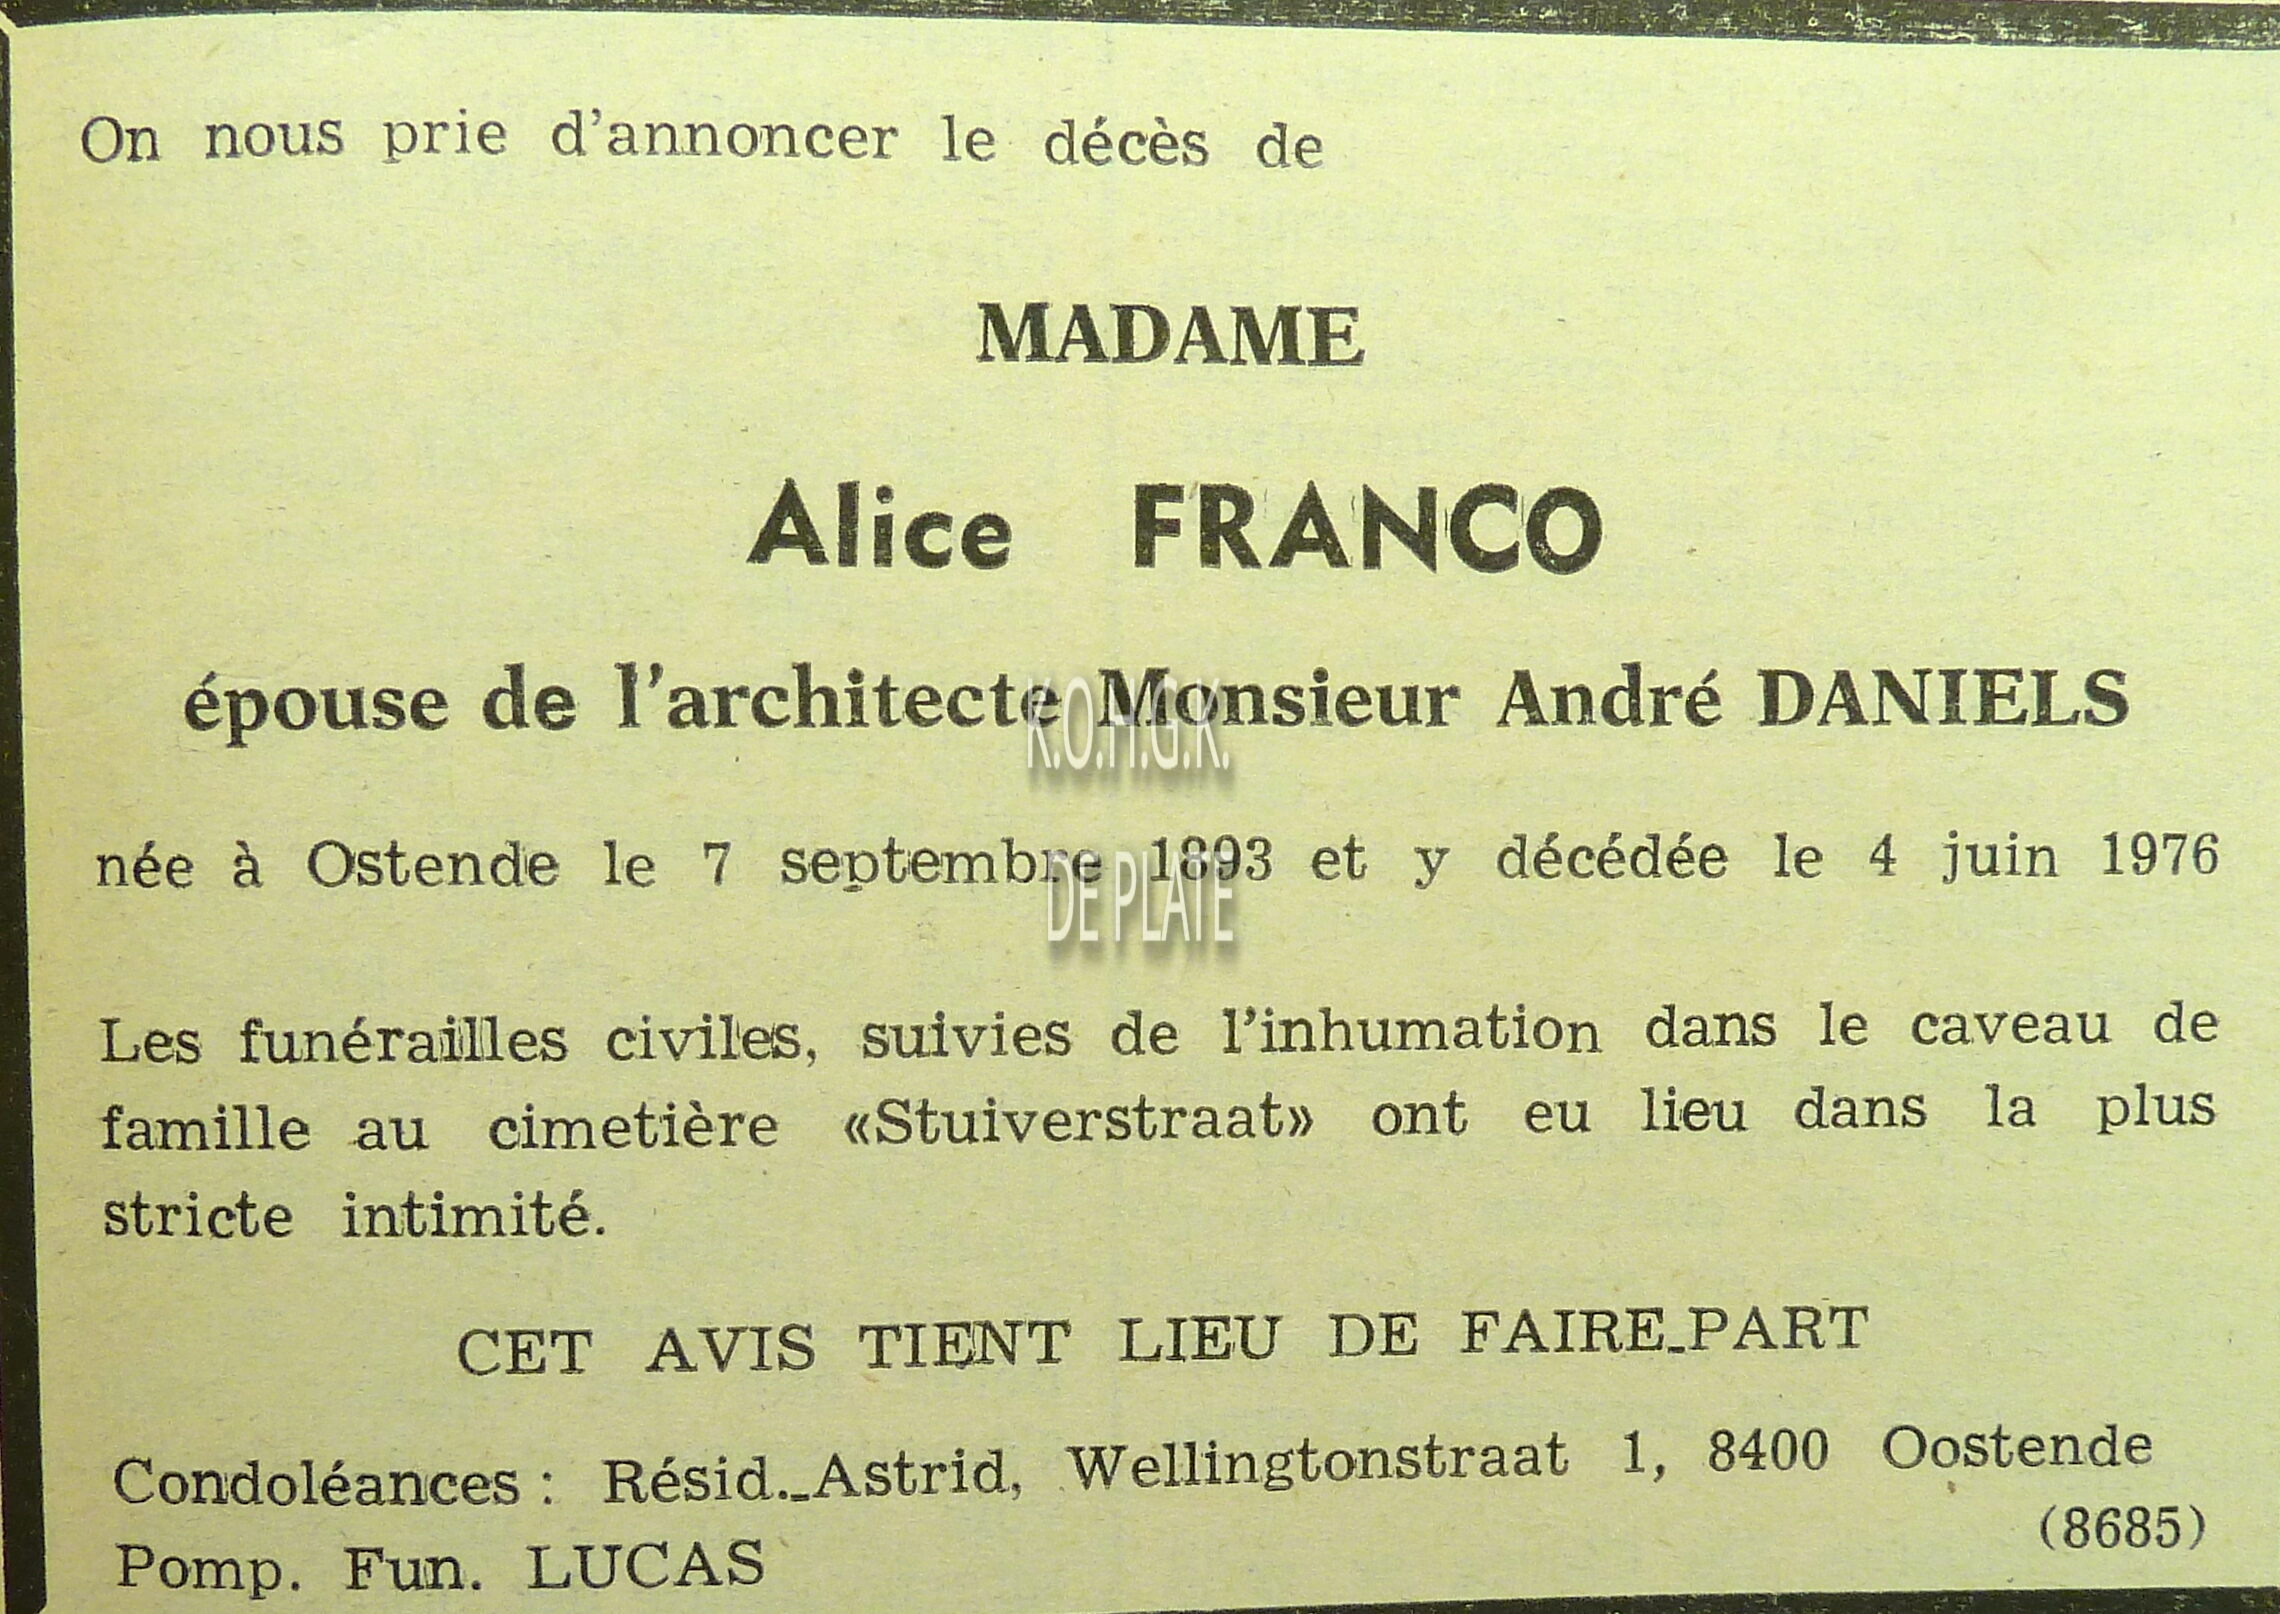 On nous prie d'annoncer le décès de
MADAME
Alice FRANCO
épouse de l'architecte Monsieur André DANIELS
K.O.H.G.K.
née à Ostende le 7 septembre 1893 et y décédée le 4 juin 1976
DE PLATE
Les funérailles civiles, suivies de l'inhumation dans le caveau de
famille au cimetière «Stuiverstraat» ont eu lieu dans la plus
stricte intimité.
CET AVIS TIENT LIEU DE FAIRE-PART
Condoléances : Résid.-Astrid, Wellingtonstraat 1, 8400 Oostende
(8685)
Pomp. Fun. LUCAS